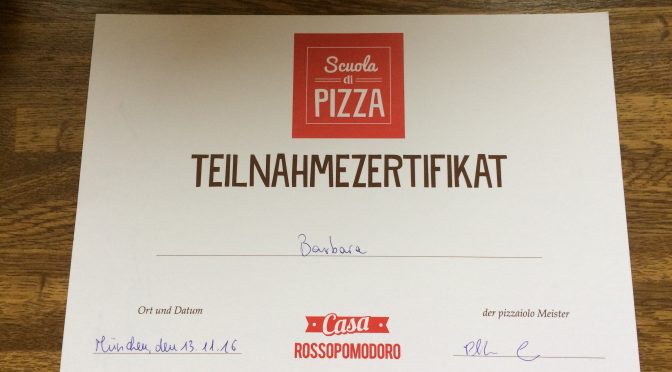 Scuola
di
PIZZA
TEILNAHMEZERTIFIKAT
Barbara
Ort und Datum
der pizzaiolo Meister
München, den 13.11.16
Casa
ROSSOPOMODORO